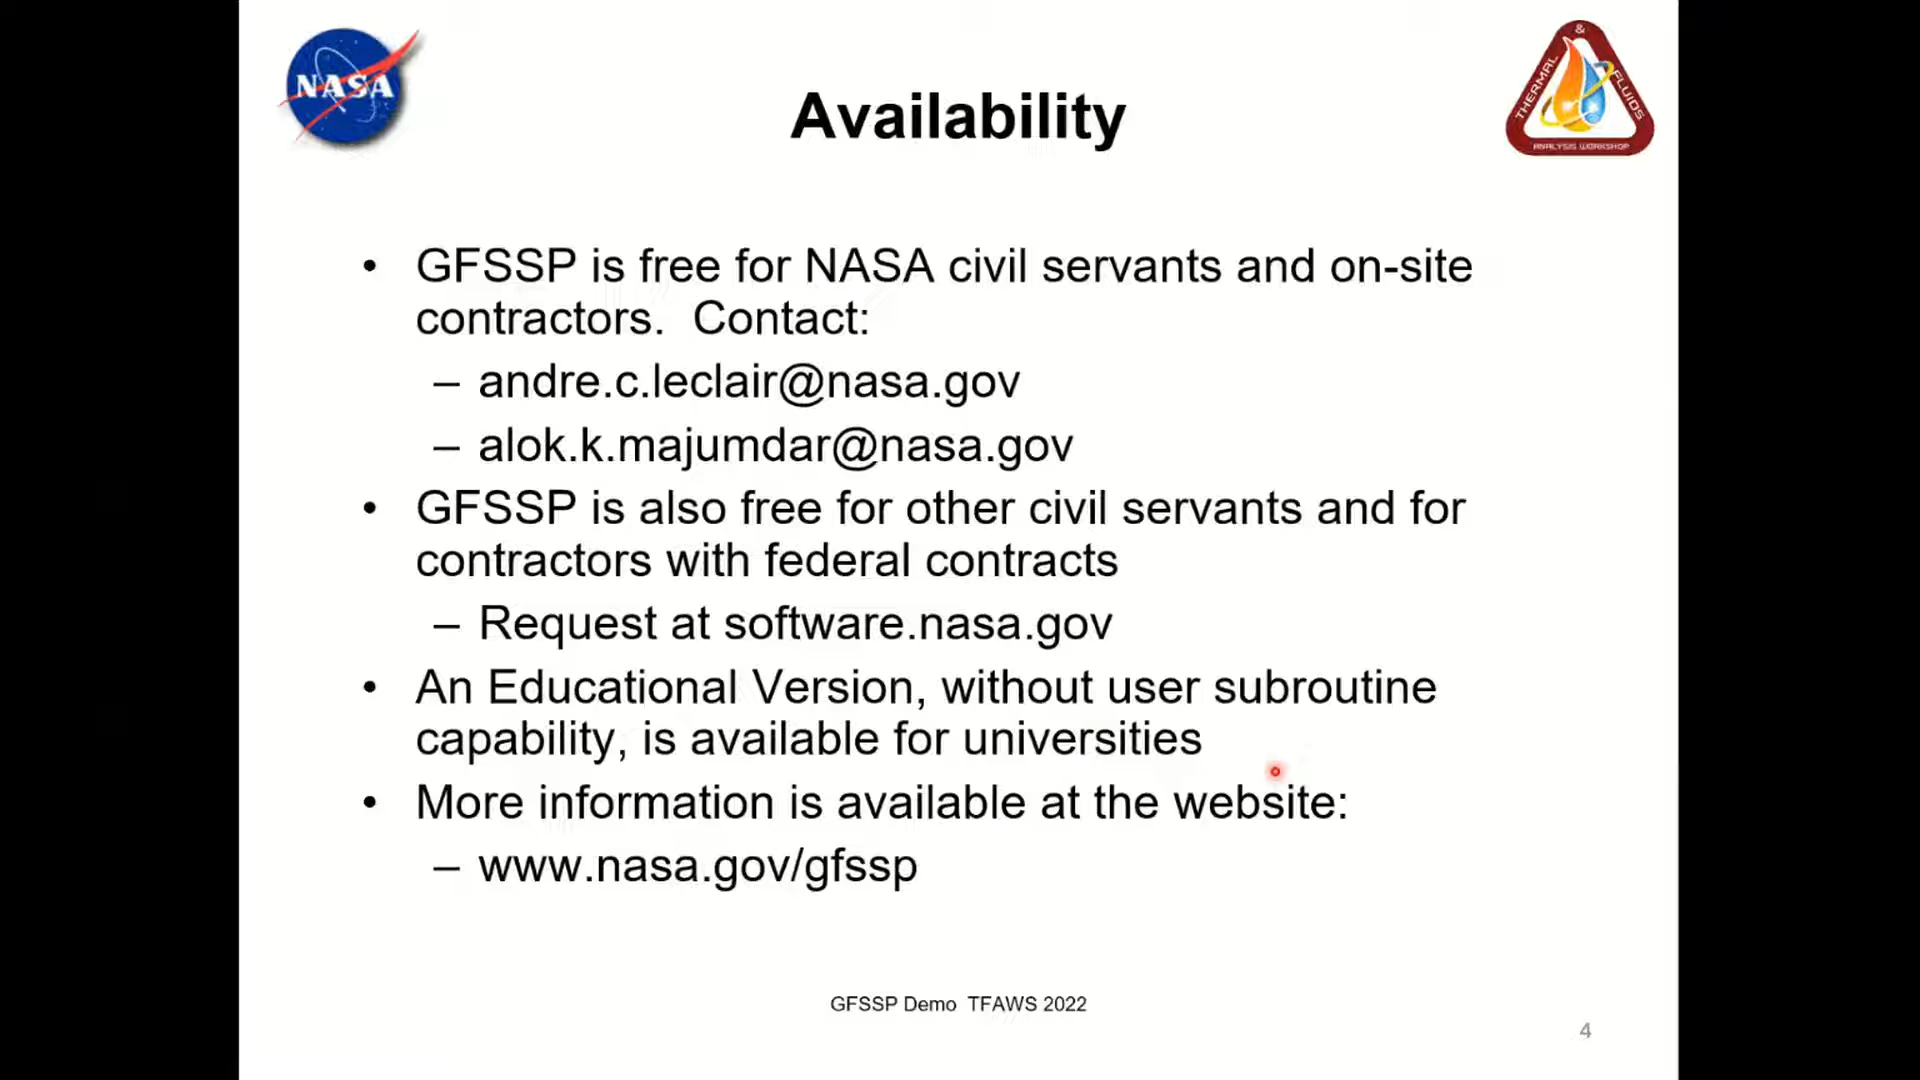 NASA
&
THERMAL
FLUIDS
ANALYSIS WORKSHOP
Availability
• GFSSP is free for NASA civil servants and on-site
contractors.  Contact:
– andre.c.leclair@nasa.gov
– alok.k.majumdar@nasa.gov
• GFSSP is also free for other civil servants and for
contractors with federal contracts
– Request at software.nasa.gov
• An Educational Version, without user subroutine
capability, is available for universities
• More information is available at the website:
– www.nasa.gov/gfssp
GFSSP Demo  TFAWS 2022
4